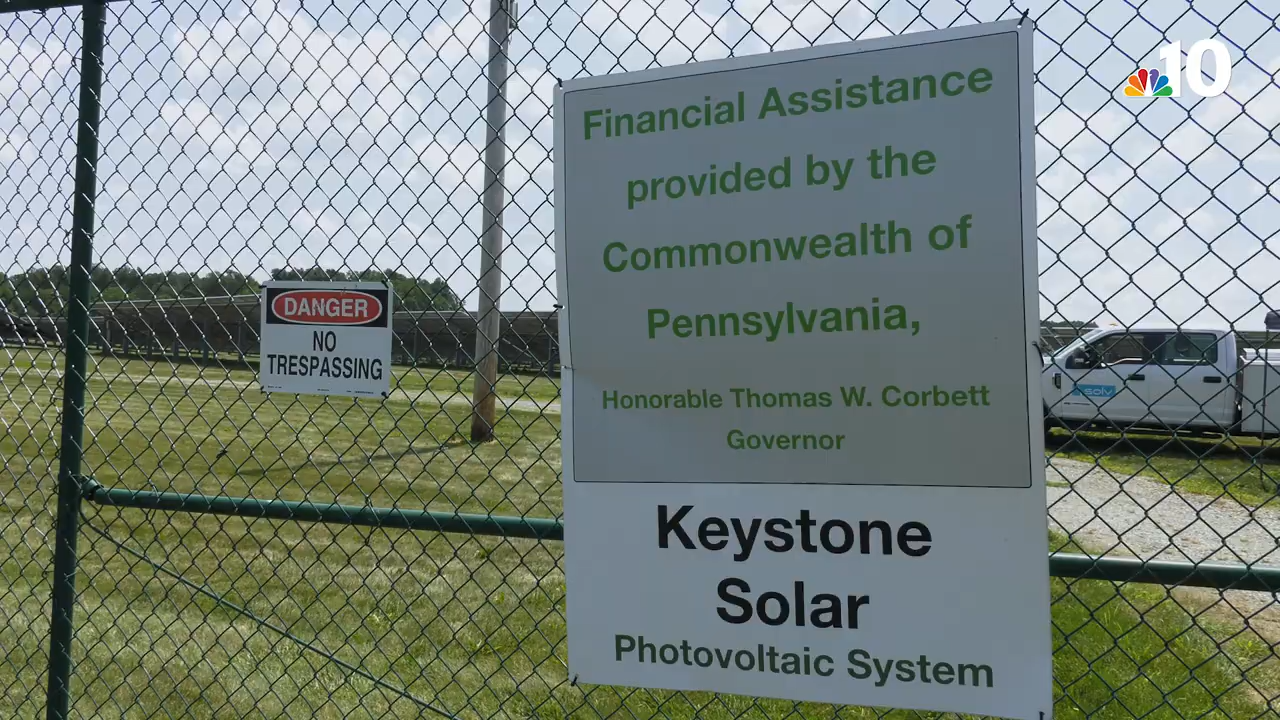 10
Financial Assistance
provided by the
Commonwealth of
Pennsylvania,
Honorable Thomas W. Corbett
Governor
Keystone
Solar
Photovoltaic System
DANGER
NO
TRESPASSING
solv